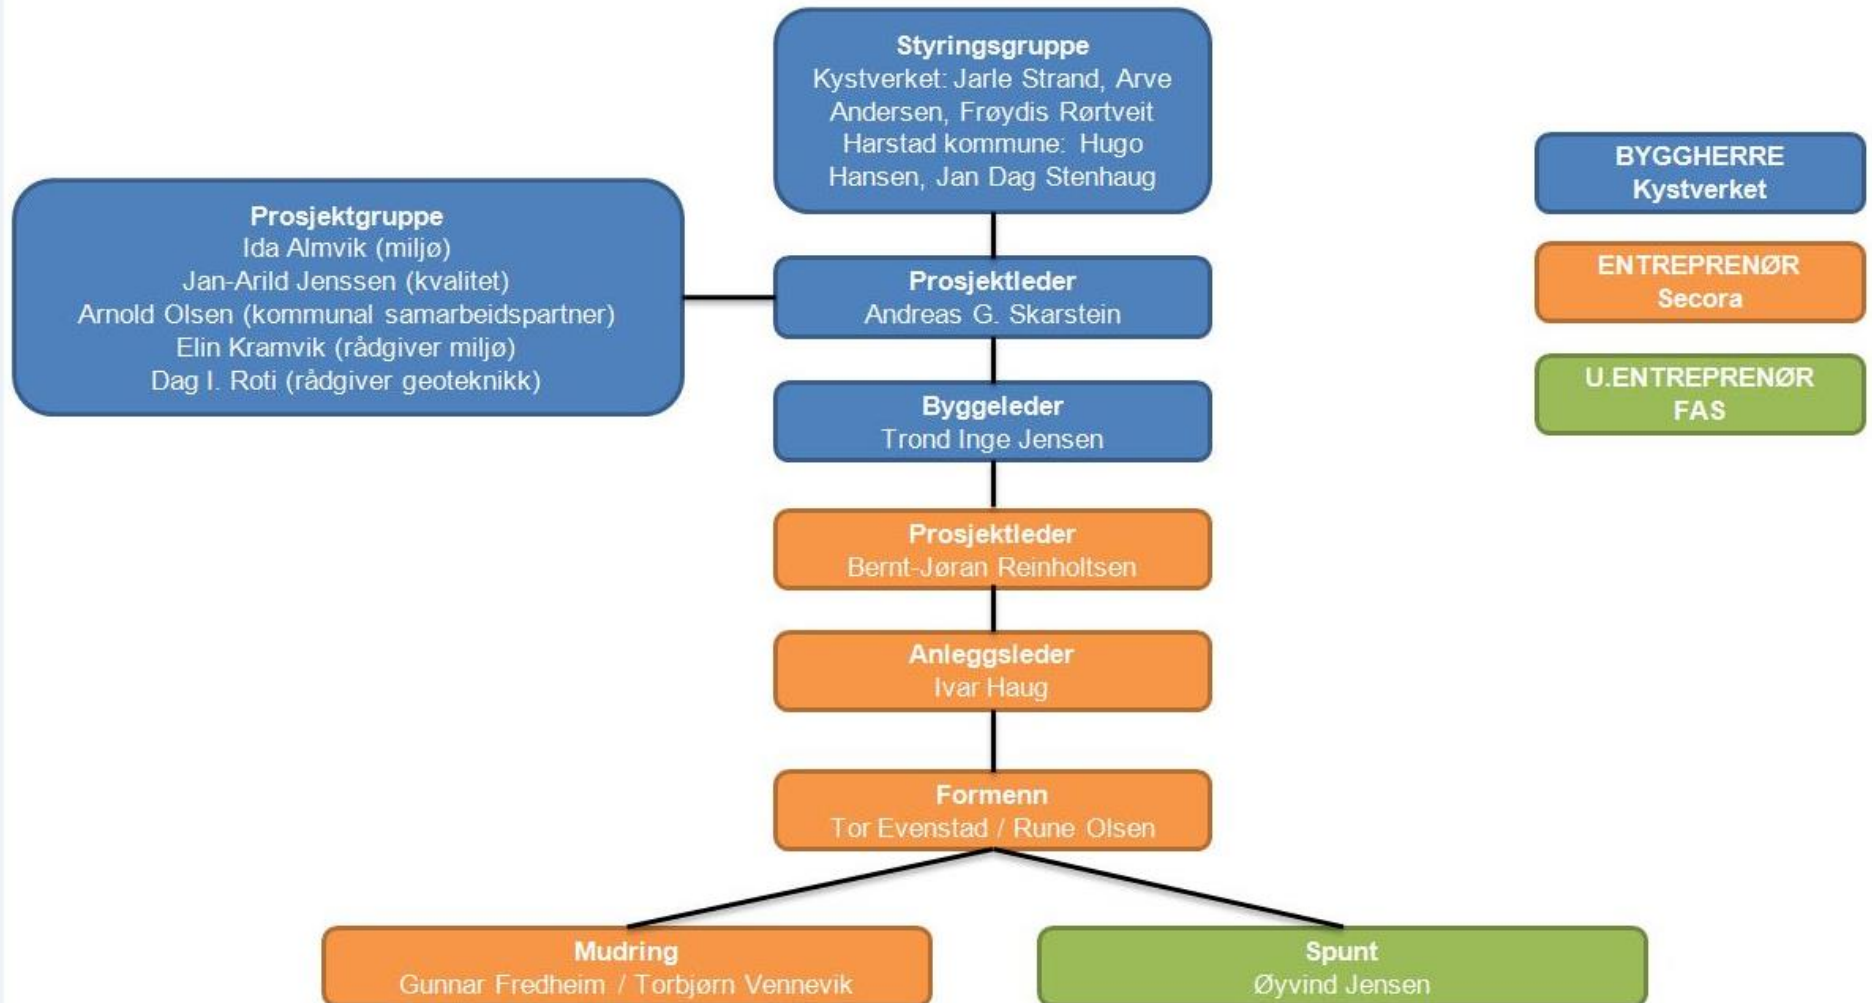 Styringsgruppe
Kystverket: Jarle Strand, Arve
Andersen, Frøydis Rørtveit
Harstad kommune: Hugo
Hansen, Jan Dag Stenhaug
Prosjektgruppe
Ida Almvik (miljø)
Jan-Arild Jenssen (kvalitet)
Arnold Olsen (kommunal samarbeidspartner)
Elin Kramvik (rådgiver miljø)
Dag I. Roti (rådgiver geoteknikk)
Prosjektleder
Andreas G. Skarstein
Byggeleder
Trond Inge Jensen
Prosjektleder
Bernt-Jøran Reinholtsen
Anleggsleder
Ivar Haug
Formenn
Tor Evenstad / Rune Olsen
Mudring
Gunnar Fredheim / Torbjørn Vennevik
Spunt
Øyvind Jensen
BYGGHERRE
Kystverket
ENTREPRENØR
Secora
U.ENTREPRENØR
FAS